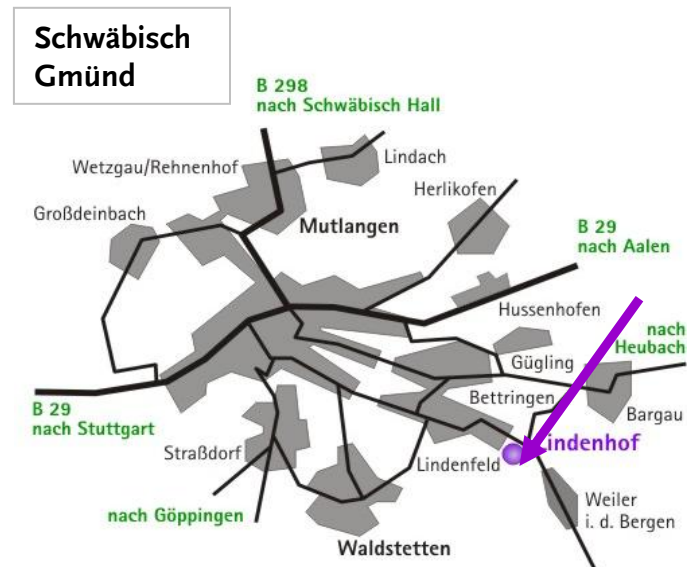 Schwäbisch
Gmünd
B 298
nach Schwäbisch Hall
Wetzgau/Rehnenhof
Lindach
Herlikofen
Großdeinbach
Mutlangen
B 29
nach Aalen
Hussenhofen
nach
Heubach
Gügling
Bettringen
Bargau
B 29
nach Stuttgart
Straßdorf
Lindenfeld
indenhof
nach Göppingen
Weiler
i. d. Bergen
Waldstetten